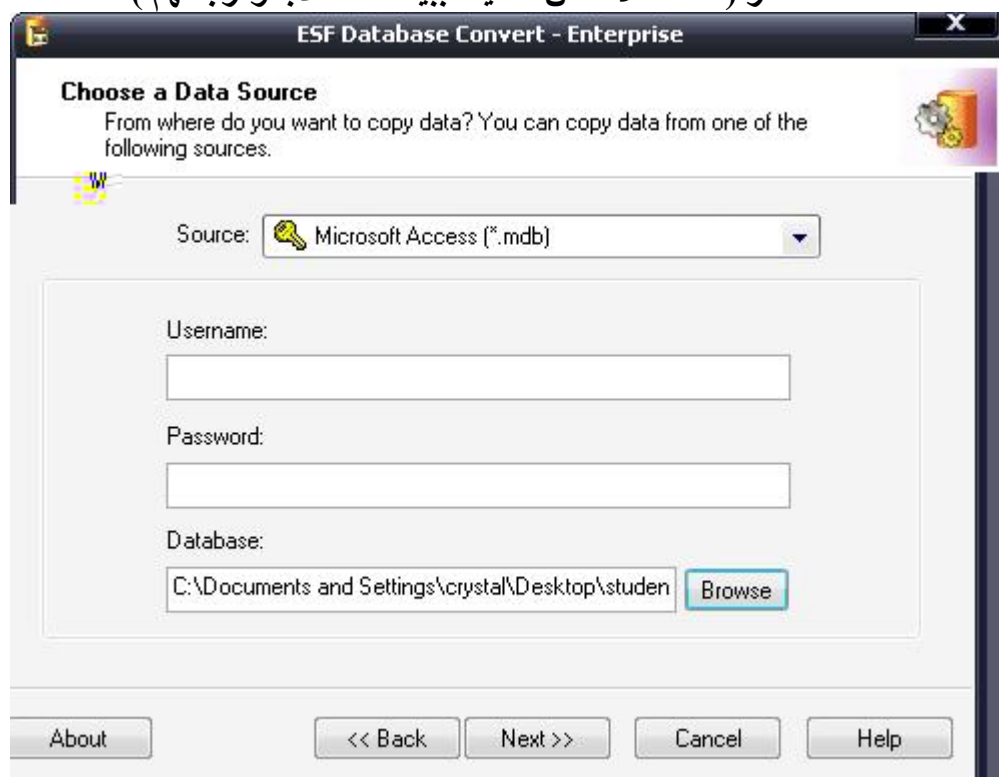 ESF Database Convert - Enterprise
X
Choose a Data Source
From where do you want to copy data? You can copy data from one of the
following sources.
Source: Microsoft Access (*.mdb)
Username:
Password:
Database:
C:\Documents and Settings\crystal\Desktop\studen Browse
About << Back Next >> Cancel Help